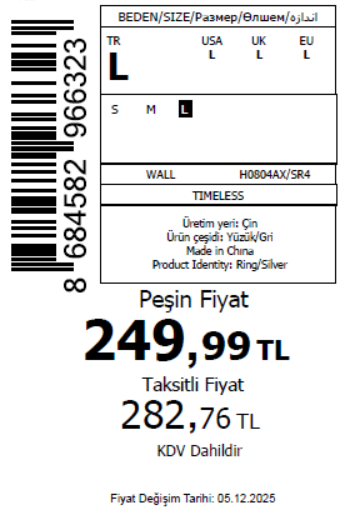 BEDEN/SIZE/Размер/Өлшем/اندازه
TR USA UK EU
L L L L
S M L
WALL H0804AX/SR4
TIMELESS
Üretim yeri: Çin
Ürün çeşidi: Yüzük/Gri
Made in China
Product Identity: Ring/Silver
8 684582 966323
Peşin Fiyat
249,99 TL
Taksitli Fiyat
282,76 TL
KDV Dahildir
Fiyat Değişim Tarihi: 05.12.2025